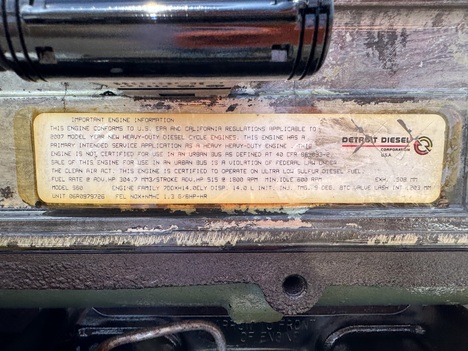 IMPORTANT ENGINE INFORMATION
THIS ENGINE CONFORMS TO U.S. EPA AND CALIFORNIA REGULATIONS APPLICABLE TO
2007 MODEL YEAR NEW HEAVY-DUTY DIESEL CYCLE ENGINES. THIS ENGINE HAS A
PRIMARY INTENDED SERVICE APPLICATION AS A HEAVY HEAVY-DUTY ENGINE. THIS
ENGINE IS NOT CERTIFIED FOR USE IN AN URBAN BUS AS DEFINED AT 40 CFR
SALE OF THIS ENGINE FOR USE IN AN URBAN BUS IS A VIOLATION OF FEDERAL LAW UNDER
THE CLEAN AIR ACT. THIS ENGINE IS CERTIFIED TO OPERATE ON ULTRA LOW SULFUR DIESEL FUEL.
FUEL RATE @ ADV.HP 304.7 MM3/STROKE ADV.HP 515 @ 1800 RPM MIN.IDLE 600 RPM EXH. .508 MM.
MODEL S60 ENGINE FAMILY DISP. 14.0 L INIT. INJ. TMG. DEG. BTC VALVE LASH INT. .203 MM
UNIT FEL NOX+NMHC 1.3 G/BHP-HR
DETROIT DIESEL
CORPORATION
U.S.A.